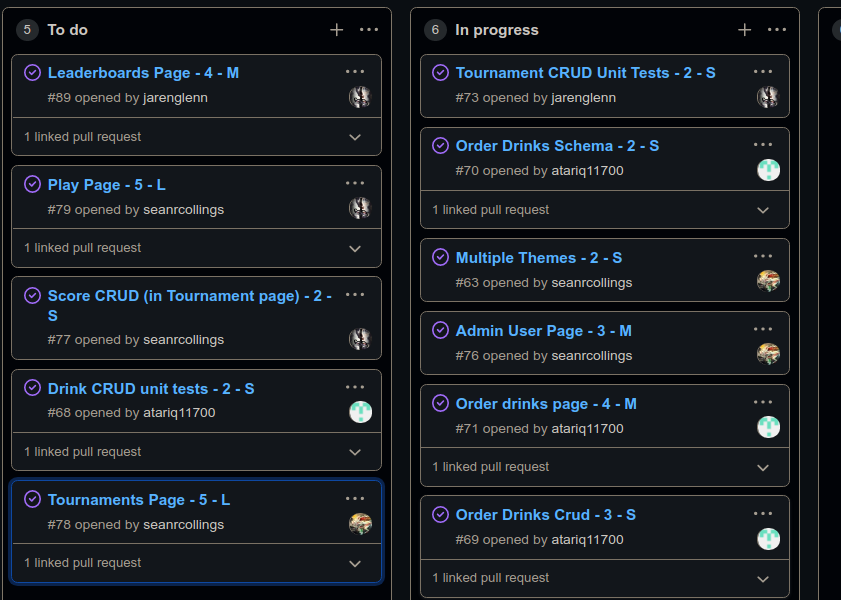 5 To do
Leaderboards Page - 4 - M
#89 opened by jarenglenn
1 linked pull request
Play Page - 5 - L
#79 opened by seanrcollings
1 linked pull request
Score CRUD (in Tournament page) - 2 -
S
#77 opened by seanrcollings
Drink CRUD unit tests - 2 - S
#68 opened by atariq11700
1 linked pull request
Tournaments Page - 5 - L
#78 opened by seanrcollings
1 linked pull request
6 In progress
Tournament CRUD Unit Tests - 2 - S
#73 opened by jarenglenn
Order Drinks Schema - 2 - S
#70 opened by atariq11700
1 linked pull request
Multiple Themes - 2 - S
#63 opened by seanrcollings
Admin User Page - 3 - M
#76 opened by seanrcollings
Order drinks page - 4 - M
#71 opened by atariq11700
1 linked pull request
Order Drinks Crud - 3 - S
#69 opened by atariq11700
1 linked pull request